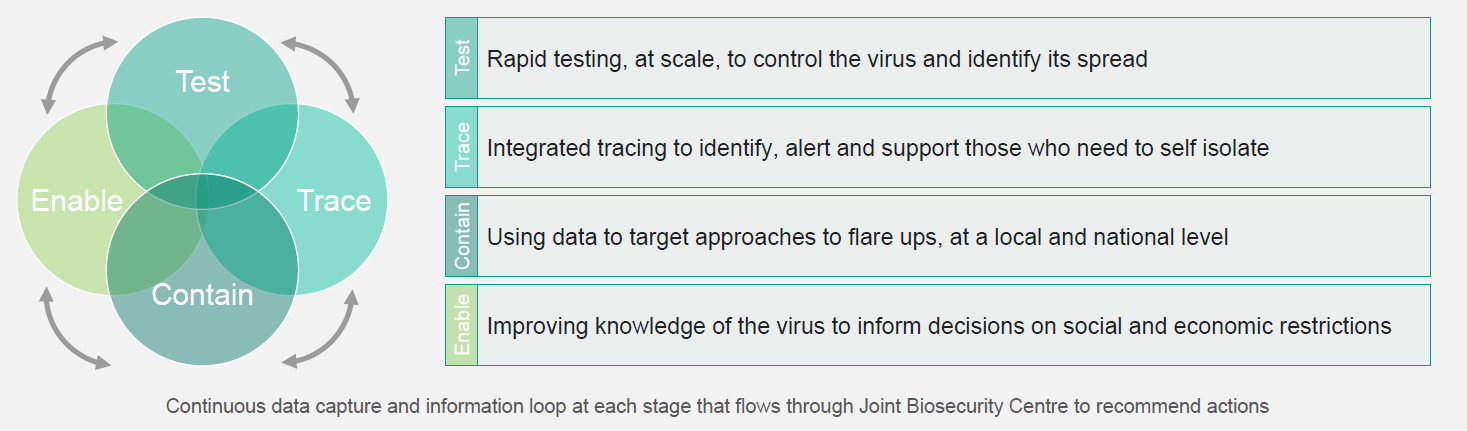 Test
Enable
Trace
Contain
Test
Rapid testing, at scale, to control the virus and identify its spread
Trace
Integrated tracing to identify, alert and support those who need to self isolate
Contain
Using data to target approaches to flare ups, at a local and national level
Enable
Improving knowledge of the virus to inform decisions on social and economic restrictions
Continuous data capture and information loop at each stage that flows through Joint Biosecurity Centre to recommend actions